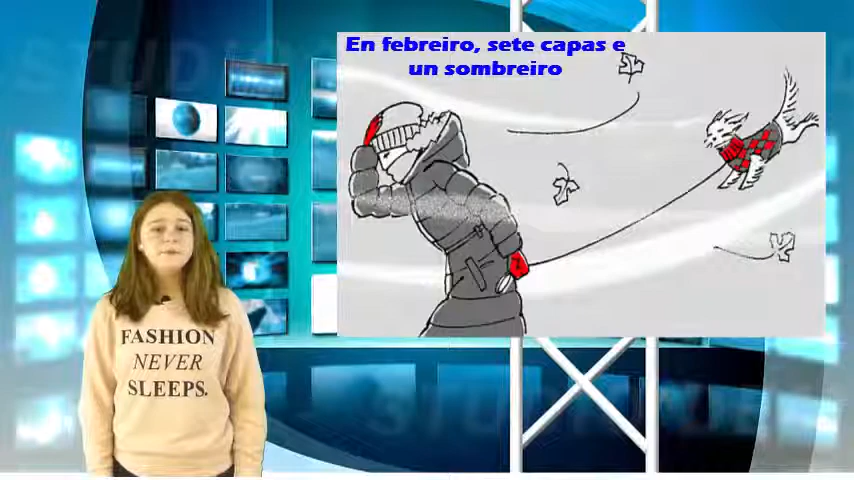 En febreiro, sete capas e
un sombreiro
FASHION
NEVER
SLEEPS.